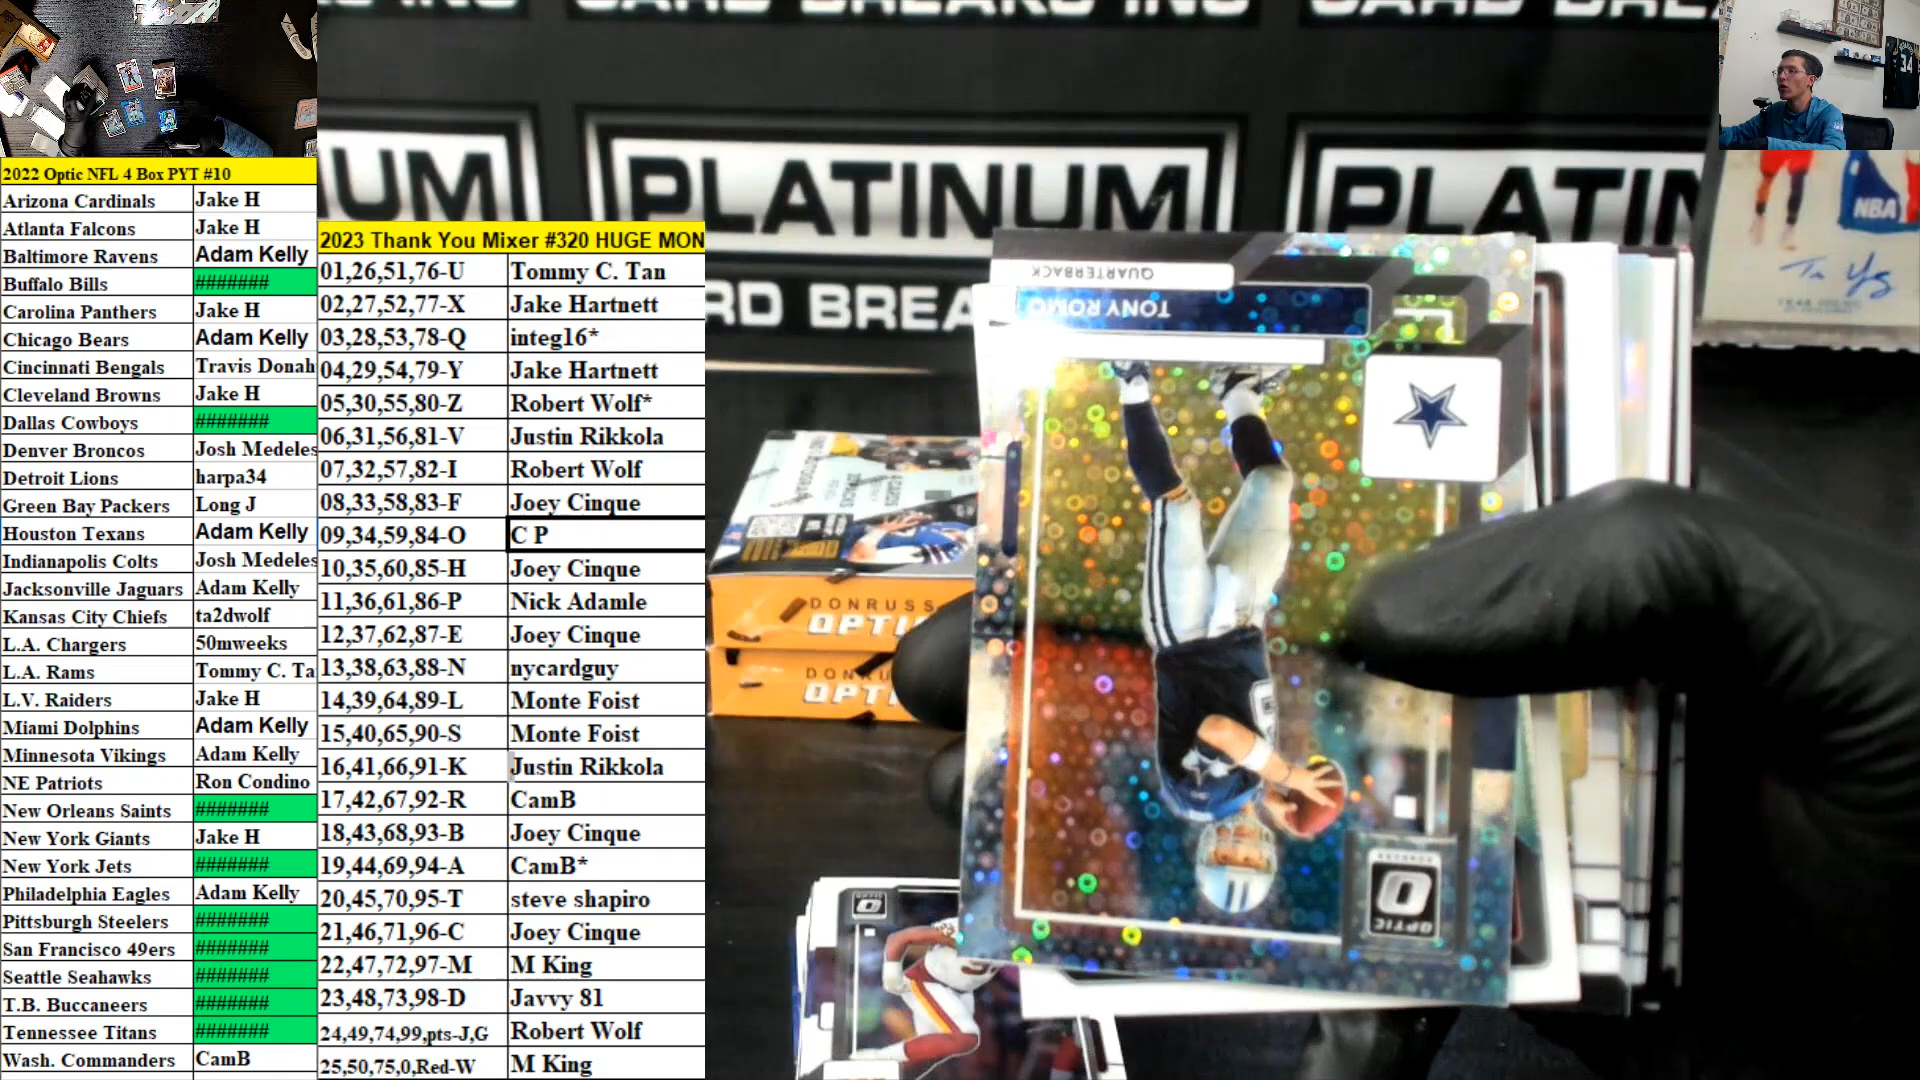 CARD BREAKS INC
PLATINUM
PLATINUM
NBA
34
2022 Optic NFL 4 Box PYT #10
Arizona Cardinals Jake H
Atlanta Falcons Jake H
Baltimore Ravens Adam Kelly
Buffalo Bills #######
Carolina Panthers Jake H
Chicago Bears Adam Kelly
Cincinnati Bengals Travis Donah
Cleveland Browns Jake H
Dallas Cowboys #######
Denver Broncos Josh Medeles
Detroit Lions harpa34
Green Bay Packers Long J
Houston Texans Adam Kelly
Indianapolis Colts Josh Medeles
Jacksonville Jaguars Adam Kelly
Kansas City Chiefs ta2dwolf
L.A. Chargers 50mweeks
L.A. Rams Tommy C. Ta
L.V. Raiders Jake H
Miami Dolphins Adam Kelly
Minnesota Vikings Adam Kelly
NE Patriots Ron Condino
New Orleans Saints #######
New York Giants Jake H
New York Jets #######
Philadelphia Eagles Adam Kelly
Pittsburgh Steelers #######
San Francisco 49ers #######
Seattle Seahawks #######
T.B. Buccaneers #######
Tennessee Titans #######
Wash. Commanders CamB
2023 Thank You Mixer #320 HUGE MON
01,26,51,76-U Tommy C. Tan
02,27,52,77-X Jake Hartnett
03,28,53,78-Q integ16*
04,29,54,79-Y Jake Hartnett
05,30,55,80-Z Robert Wolf*
06,31,56,81-V Justin Rikkola
07,32,57,82-I Robert Wolf
08,33,58,83-F Joey Cinque
09,34,59,84-O C P
10,35,60,85-H Joey Cinque
11,36,61,86-P Nick Adamle
12,37,62,87-E Joey Cinque
13,38,63,88-N nycardguy
14,39,64,89-L Monte Foist
15,40,65,90-S Monte Foist
16,41,66,91-K Justin Rikkola
17,42,67,92-R CamB
18,43,68,93-B Joey Cinque
19,44,69,94-A CamB*
20,45,70,95-T steve shapiro
21,46,71,96-C Joey Cinque
22,47,72,97-M M King
23,48,73,98-D Javvy 81
24,49,74,99,pts-J,G Robert Wolf
25,50,75,0,Red-W M King
QUARTERBACK
TONY ROMO
OPTIC
DONRUSS
OPTI